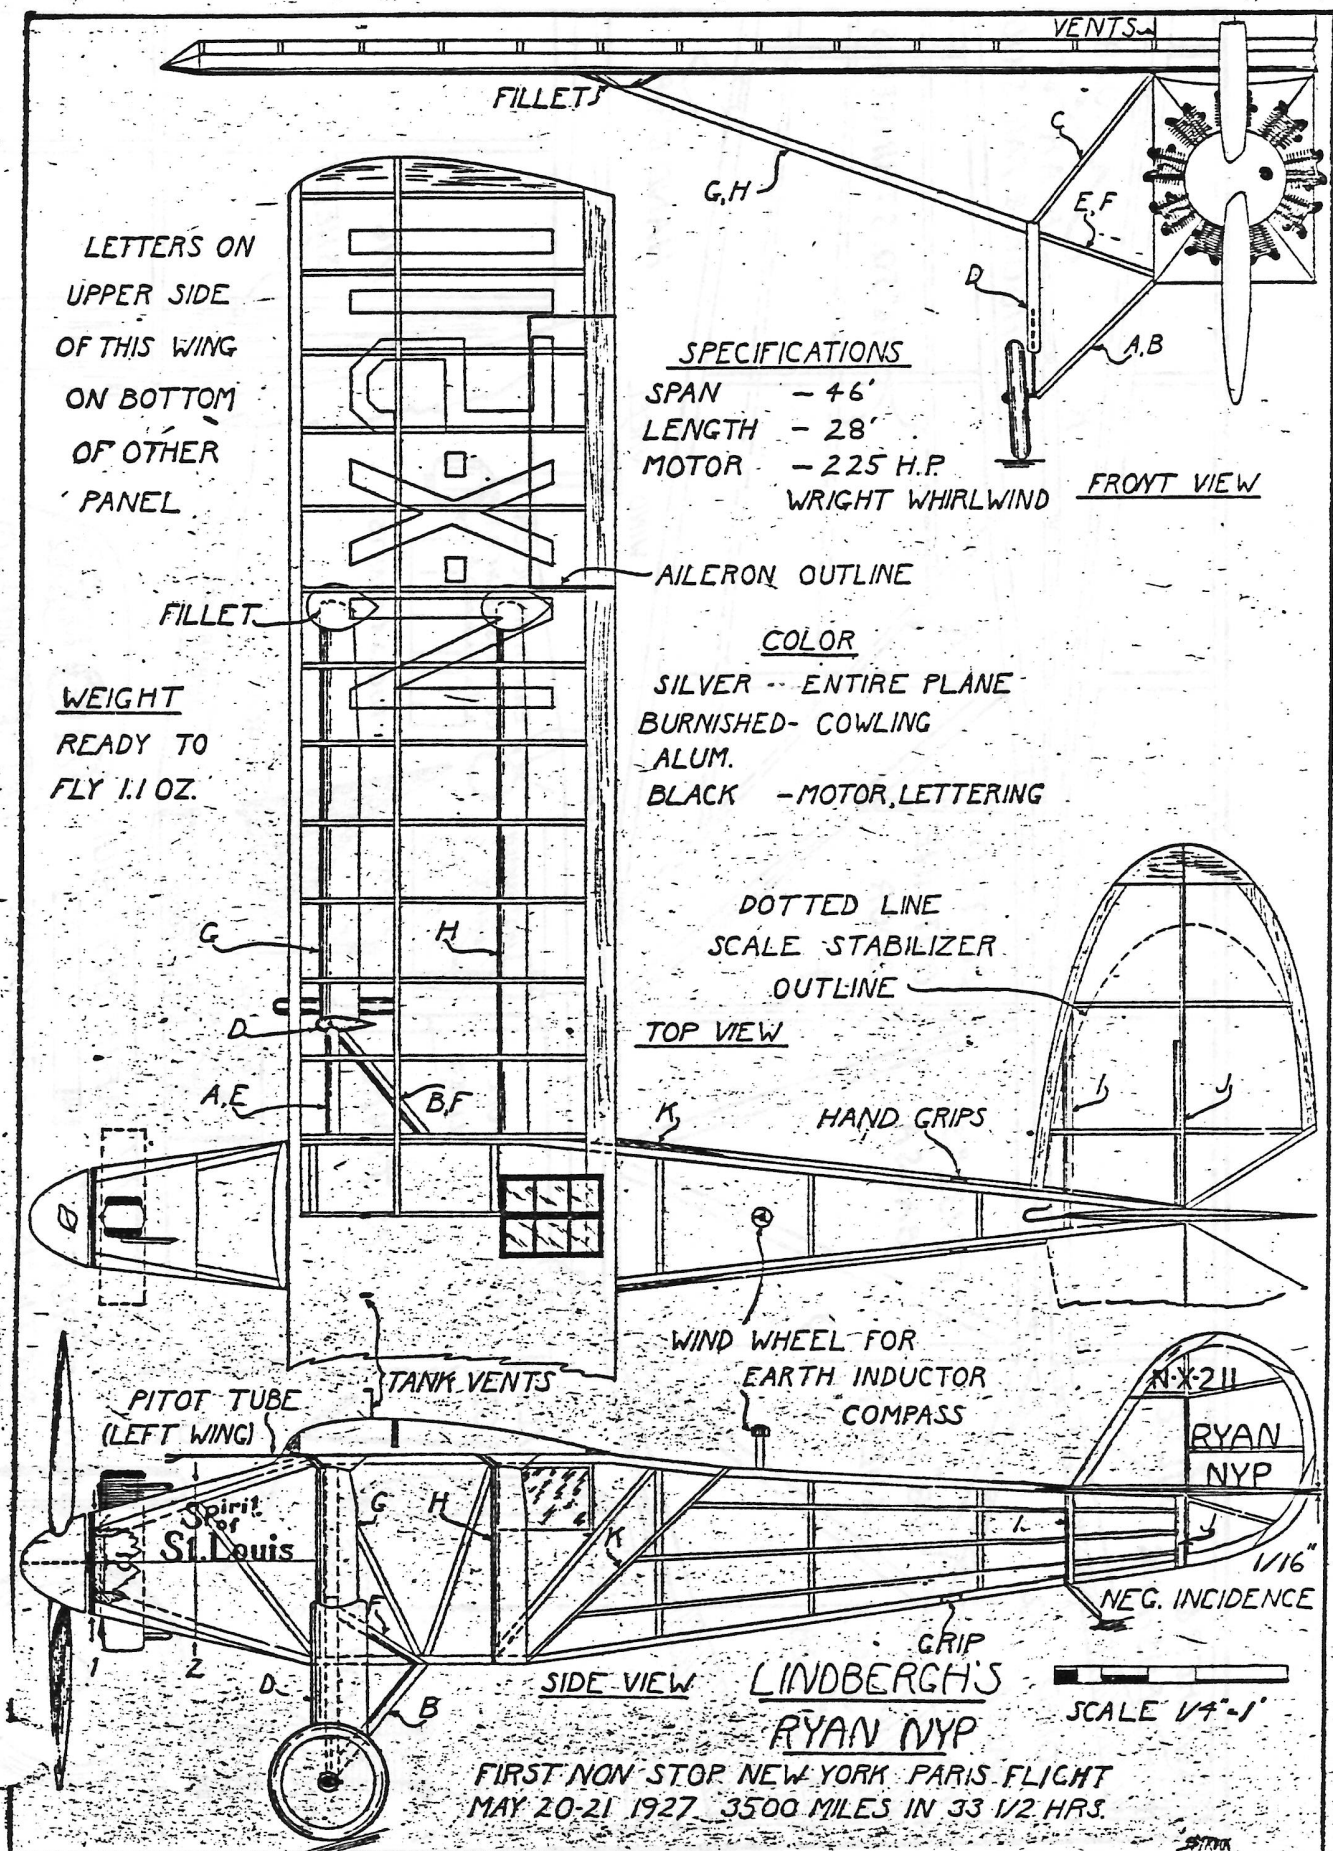 VENTS
FILLETS
C
G,H
E,F
D
A,B
FRONT VIEW
LETTERS ON
UPPER SIDE
OF THIS WING
ON BOTTOM
OF OTHER
PANEL
SPECIFICATIONS
SPAN - 46'
LENGTH - 28'
MOTOR - 225 H.P.
WRIGHT WHIRLWIND
AILERON OUTLINE
FILLET
N·X·211
COLOR
SILVER - ENTIRE PLANE
BURNISHED - COWLING
ALUM.
BLACK - MOTOR, LETTERING
WEIGHT
READY TO
FLY 1.1 OZ.
DOTTED LINE
SCALE STABILIZER
OUTLINE
G
H
D
TOP VIEW
A,E
B,F
K
HAND GRIPS
I
J
WIND WHEEL FOR
EARTH INDUCTOR
COMPASS
TANK VENTS
PITOT TUBE
(LEFT WING)
N·X·211
RYAN
NYP
Spirit
of
St. Louis
G
H
K
I
J
F
1/16"
NEG. INCIDENCE
GRIP
1
2
D
B
SIDE VIEW
LINDBERGH'S
RYAN NYP
SCALE 1/4"=1'
FIRST NON STOP NEW YORK PARIS FLIGHT
MAY 20-21 1927 3500 MILES IN 33 1/2 HRS.